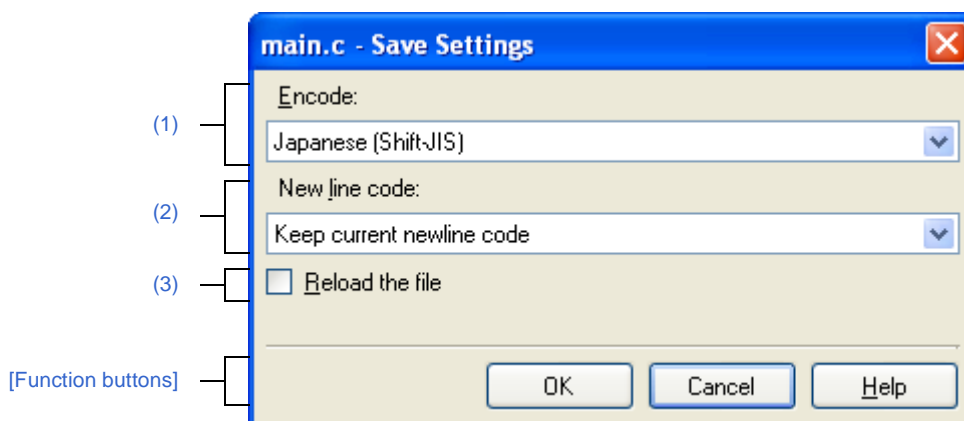 main.c - Save Settings
(1)
Encode:
Japanese (Shift-JIS)
(2)
New line code:
Keep current newline code
(3)
Reload the file
[Function buttons]
OK
Cancel
Help